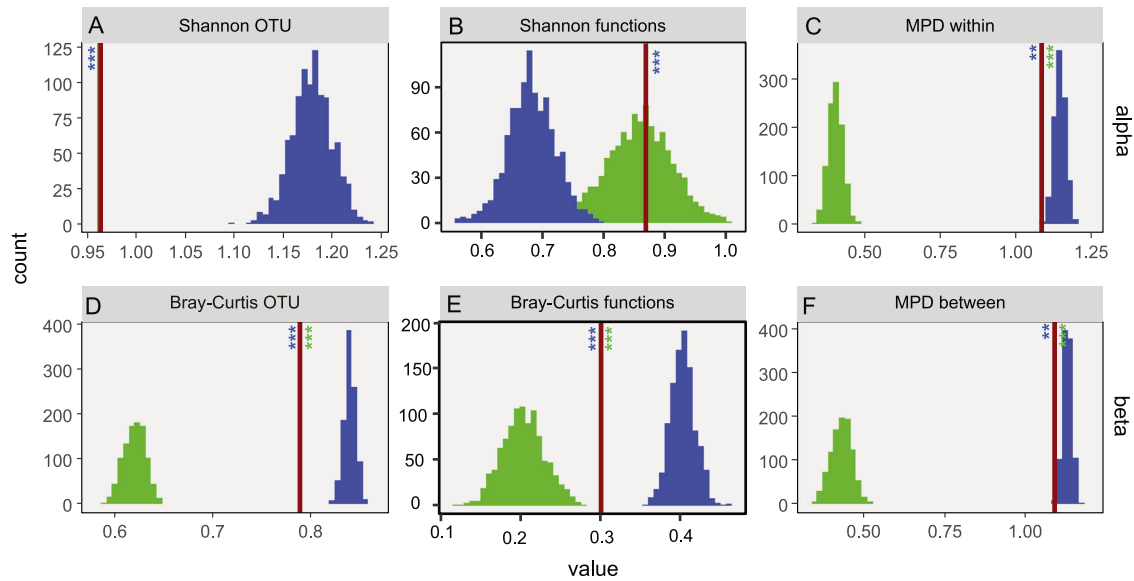 A Shannon OTU
B Shannon functions
C MPD within
125
100
75
50
25
0
***
0.95 1.00 1.05 1.10 1.15 1.20 1.25
90
60
30
0
***
0.6 0.7 0.8 0.9 1.0
300
200
100
0
** ***
0.50 1.00 1.25
alpha
count
D Bray-Curtis OTU
E Bray-Curtis functions
F MPD between
400
300
200
100
0
*** ***
0.6 0.7 0.8
200
150
100
50
0
*** ***
0.1 0.2 0.3 0.4
400
300
200
100
0
** ***
0.50 1.00
beta
value